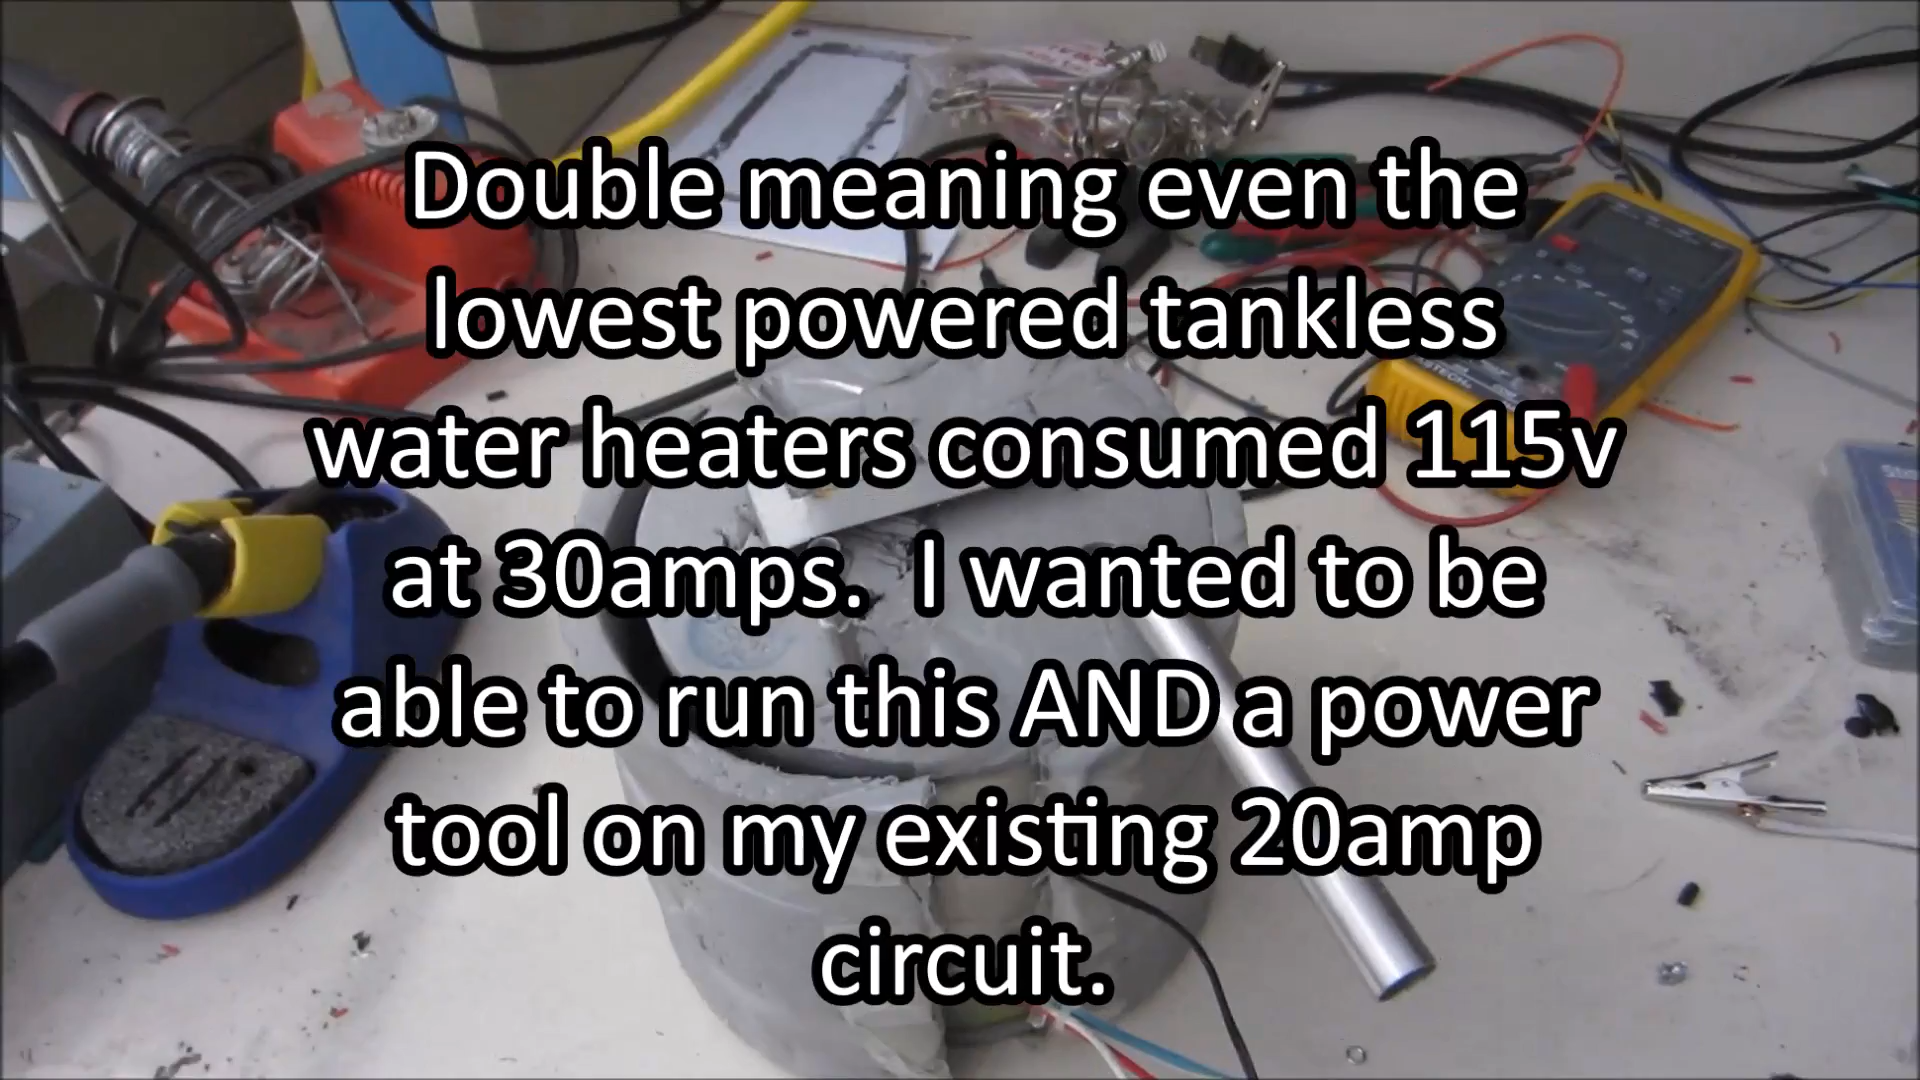 Double meaning even the
lowest powered tankless
water heaters consumed 115v
at 30amps.  I wanted to be
able to run this AND a power
tool on my existing 20amp
circuit.